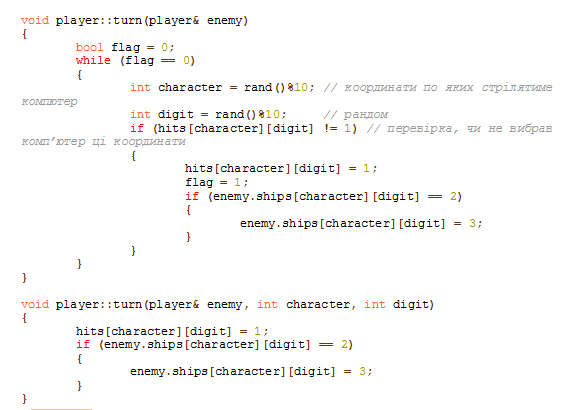 void player::turn(player& enemy)
{
bool flag = 0;
while (flag == 0)
{
int character = rand()%10; // координати по яких стрілятиме
компютер
int digit = rand()%10; // рандом
if (hits[character][digit] != 1) // перевірка, чи не вибрав
комп'ютер ці координати
{
hits[character][digit] = 1;
flag = 1;
if (enemy.ships[character][digit] == 2)
{
enemy.ships[character][digit] = 3;
}
}
}
}
void player::turn(player& enemy, int character, int digit)
{
hits[character][digit] = 1;
if (enemy.ships[character][digit] == 2)
{
enemy.ships[character][digit] = 3;
}
}